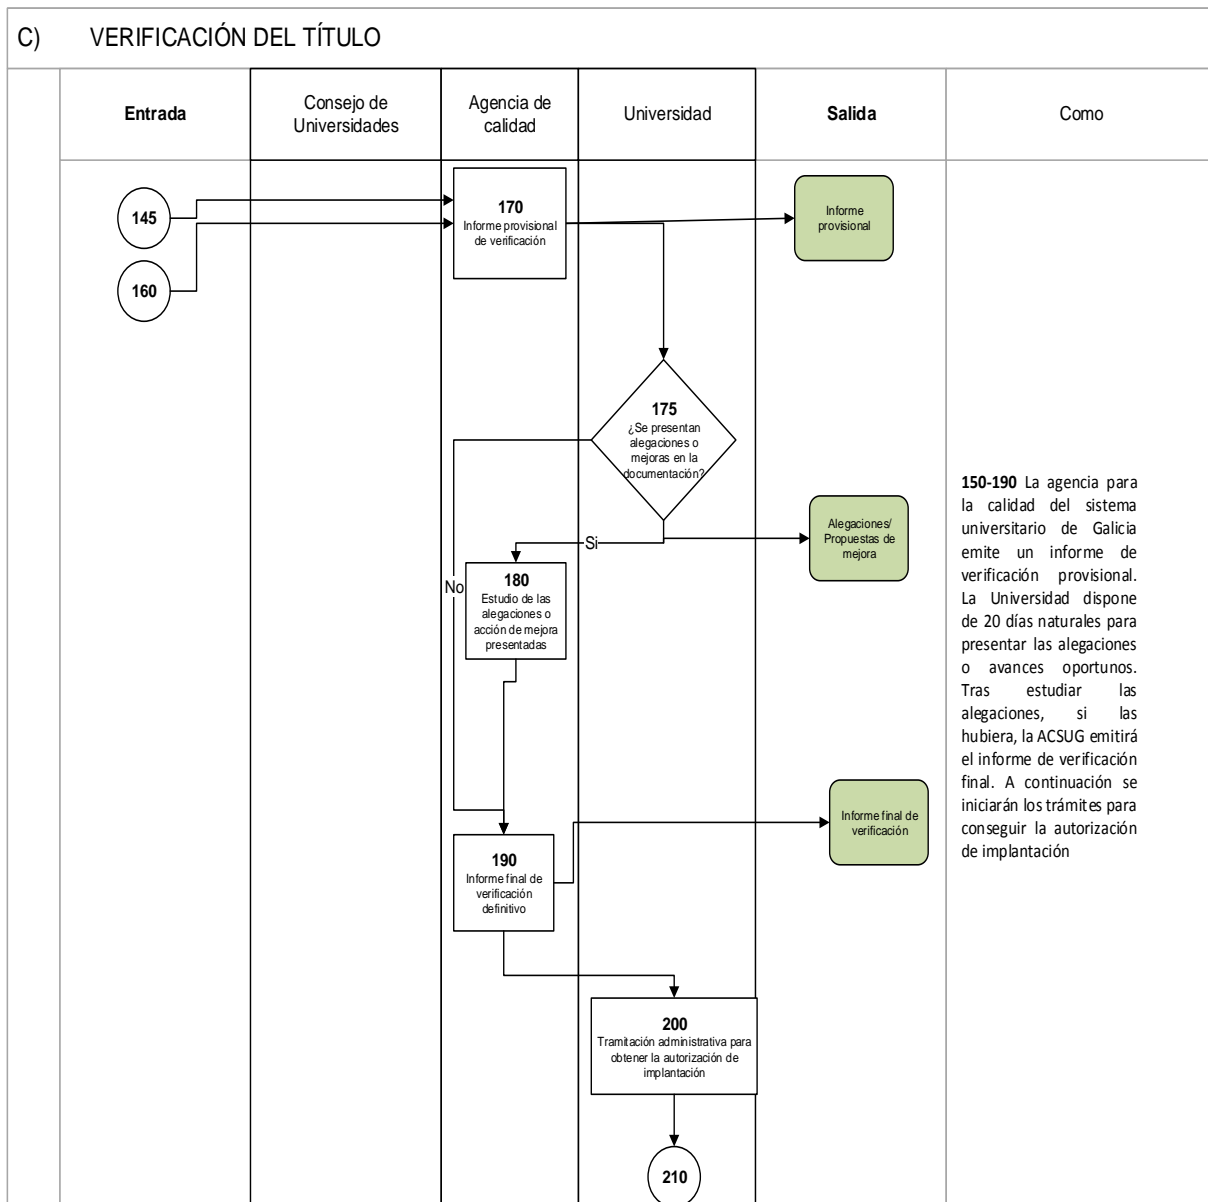 C) VERIFICACIÓN DEL TÍTULO
Entrada
Consejo de
Universidades
Agencia de
calidad
Universidad
Salida
Como
145
160
170
Informe provisional
de verificación
Informe
provisional
175
¿Se presentan
alegaciones o
mejoras en la
documentación?
Alegaciones/
Propuestas de
mejora
Si
No
180
Estudio de las
alegaciones o
acción de mejora
presentadas
150-190 La agencia para
la calidad del sistema
universitario de Galicia
emite un informe de
verificación provisional.
La Universidad dispone
de 20 días naturales para
presentar las alegaciones
o avances oportunos.
Tras estudiar las
alegaciones, si las
hubiera, la ACSUG emitirá
el informe de verificación
final. A continuación se
iniciarán los trámites para
conseguir la autorización
de implantación
Informe final de
verificación
190
Informe final de
verificación
definitivo
200
Tramitación administrativa para
obtener la autorización de
implantación
210